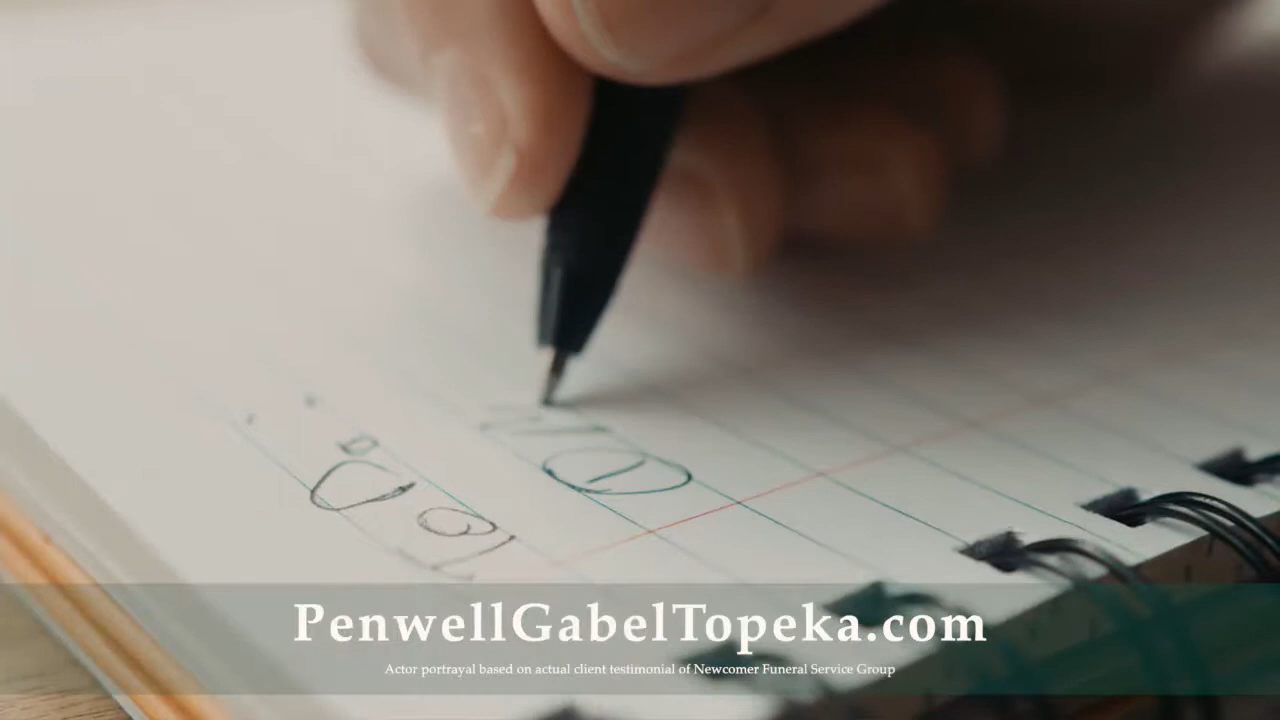 PenwellGabelTopeka.com
Actor portrayal based on actual client testimonial of Newcomer Funeral Service Group